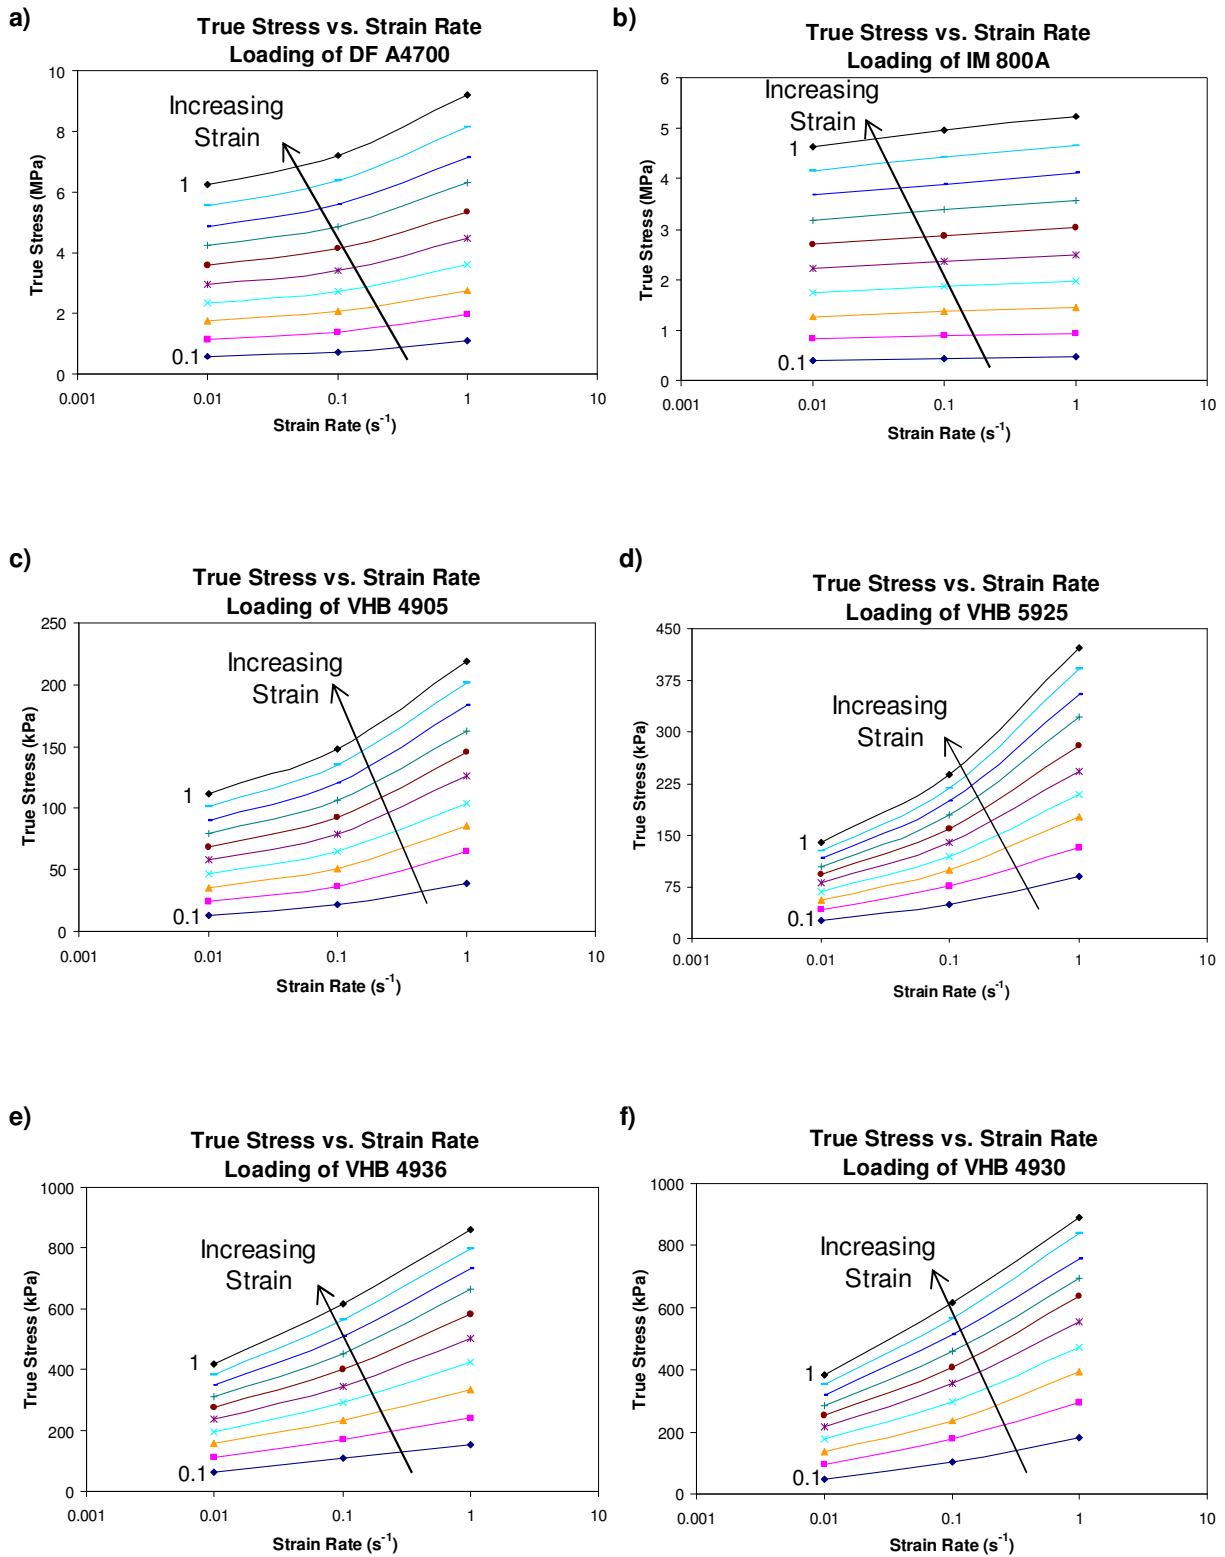 a)
True Stress vs. Strain Rate
Loading of DF A4700
10
8
6
4
2
0
0.001
0.01
0.1
1
10
True Stress (MPa)
Strain Rate (s-1)
Increasing
Strain
1
0.1
b)
True Stress vs. Strain Rate
Loading of IM 800A
6
5
4
3
2
1
0
0.001
0.01
0.1
1
10
True Stress (MPa)
Strain Rate (s-1)
Increasing
Strain
1
0.1
c)
True Stress vs. Strain Rate
Loading of VHB 4905
250
200
150
100
50
0
0.001
0.01
0.1
1
10
True Stress (kPa)
Strain Rate (s-1)
Increasing
Strain
1
0.1
d)
True Stress vs. Strain Rate
Loading of VHB 5925
450
375
300
225
150
75
0
0.001
0.01
0.1
1
10
True Stress (kPa)
Strain Rate (s-1)
Increasing
Strain
1
0.1
e)
True Stress vs. Strain Rate
Loading of VHB 4936
1000
800
600
400
200
0
0.001
0.01
0.1
1
10
True Stress (kPa)
Strain Rate (s-1)
Increasing
Strain
1
0.1
f)
True Stress vs. Strain Rate
Loading of VHB 4930
1000
800
600
400
200
0
0.001
0.01
0.1
1
10
True Stress (kPa)
Strain Rate (s-1)
Increasing
Strain
1
0.1